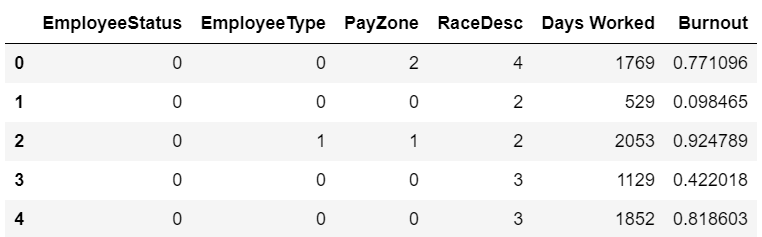 EmployeeStatus EmployeeType PayZone RaceDesc Days Worked Burnout
0 0 0 2 4 1769 0.771096
1 0 0 0 2 529 0.098465
2 0 1 1 2 2053 0.924789
3 0 0 0 3 1129 0.422018
4 0 0 0 3 1852 0.818603